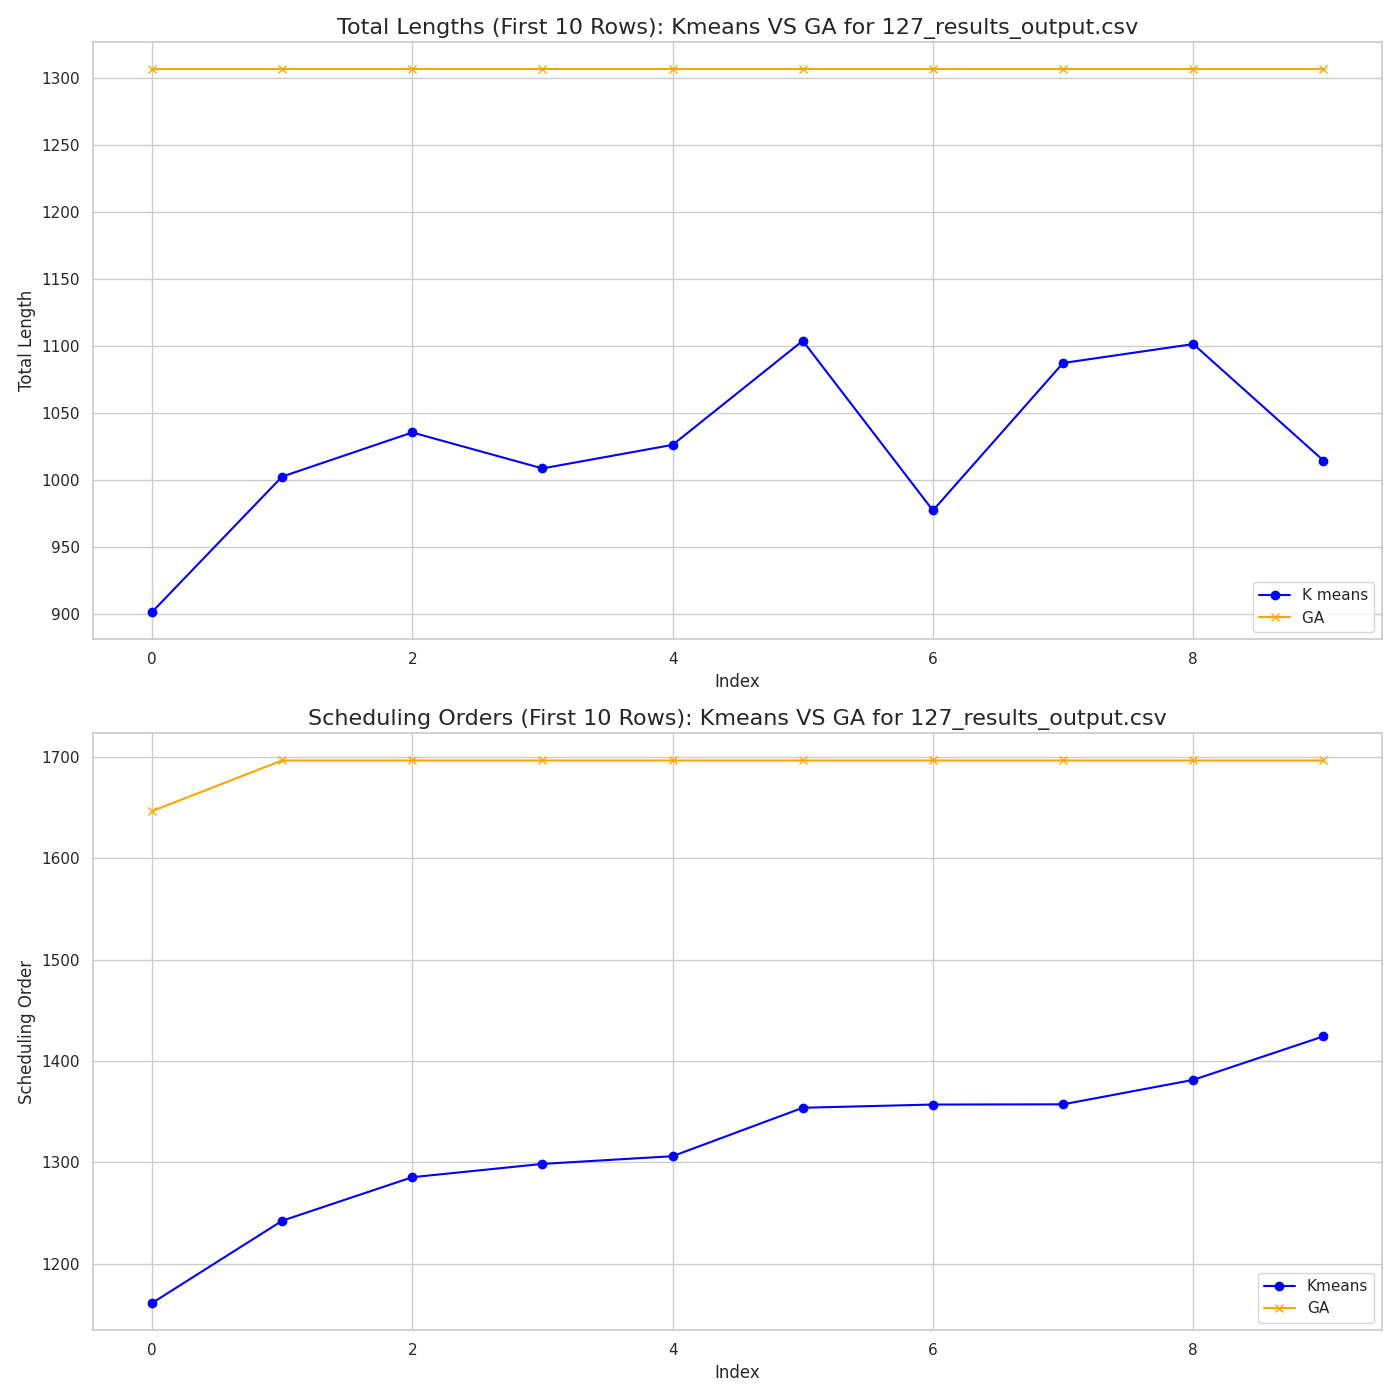 Total Lengths (First 10 Rows): Kmeans VS GA for 127_results_output.csv
1300
1250
1200
1150
1100
1050
1000
950
900
Total Length
K means
GA
0 2 4 6 8
Index
Scheduling Orders (First 10 Rows): Kmeans VS GA for 127_results_output.csv
1700
1600
1500
1400
1300
1200
Scheduling Order
Kmeans
GA
0 2 4 6 8
Index